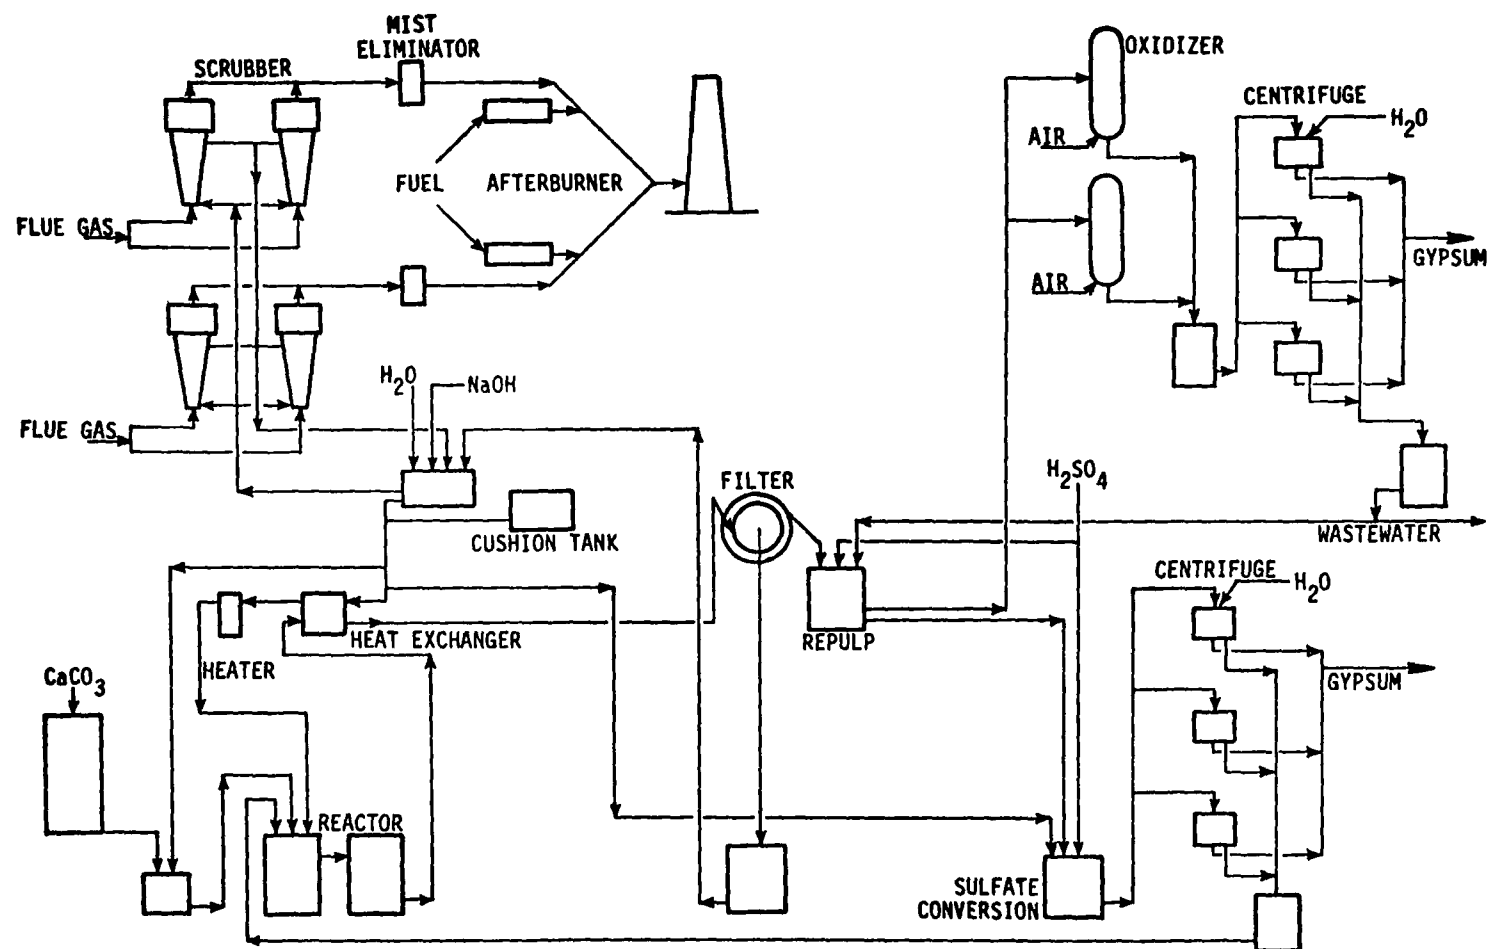 MIST
ELIMINATOR
SCRUBBER
OXIDIZER
CENTRIFUGE
H2O
AIR
FUEL
AFTERBURNER
FLUE GAS
GYPSUM
AIR
H2O
NaOH
FLUE GAS
FILTER
H2SO4
CUSHION TANK
WASTEWATER
CENTRIFUGE
H2O
HEAT EXCHANGER
REPULP
HEATER
CaCO3
GYPSUM
REACTOR
SULFATE
CONVERSION